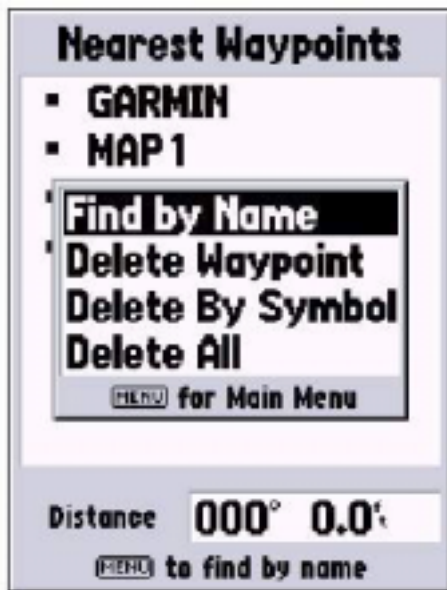 Nearest Waypoints
▪ GARMIN
▪ MAP 1
Find by Name
Delete Waypoint
Delete By Symbol
Delete All
MENU for Main Menu
Distance 000° 0.0
MENU to find by name